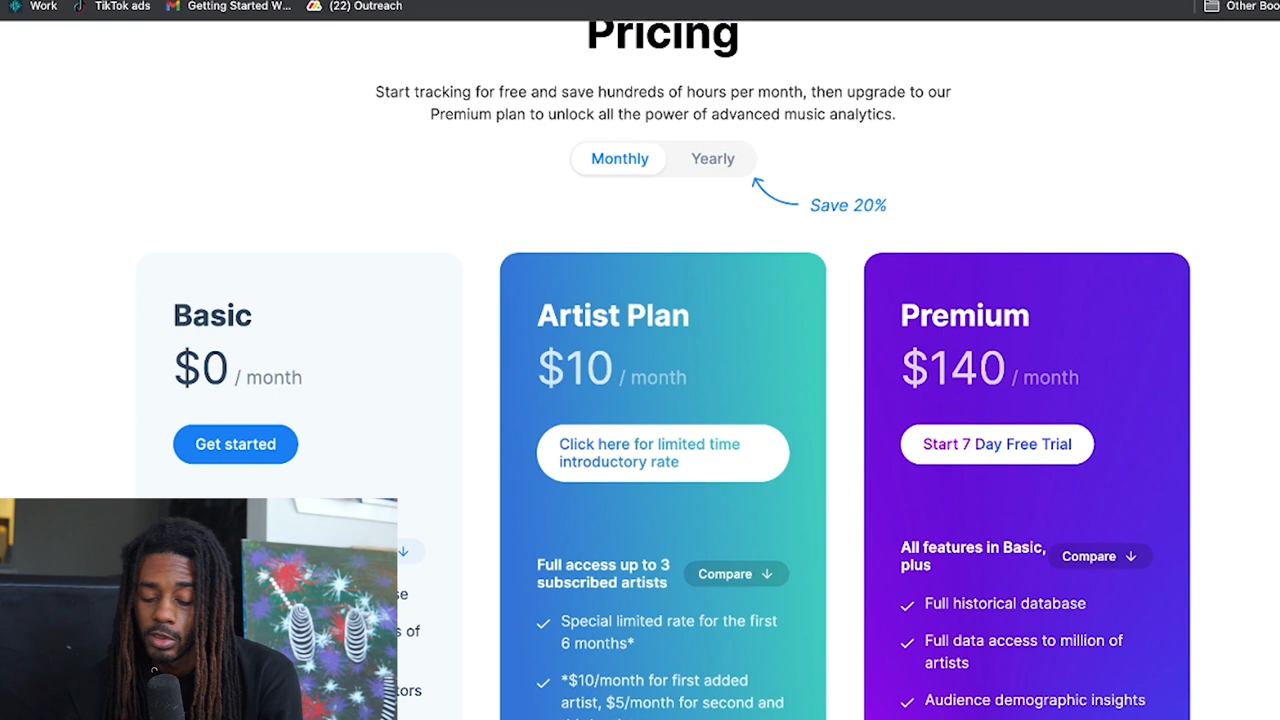 Work
TikTok ads
Getting Started W...
(22) Outreach
Other Boo
Pricing
Start tracking for free and save hundreds of hours per month, then upgrade to our
Premium plan to unlock all the power of advanced music analytics.
Monthly
Yearly
Save 20%
Basic
$0 / month
Get started
se
s of
tors
Artist Plan
$10 / month
Click here for limited time
introductory rate
Full access up to 3
subscribed artists
Compare
Special limited rate for the first
6 months*
*$10/month for first added
artist, $5/month for second and
Premium
$140 / month
Start 7 Day Free Trial
All features in Basic,
plus
Compare
Full historical database
Full data access to million of
artists
Audience demographic insights